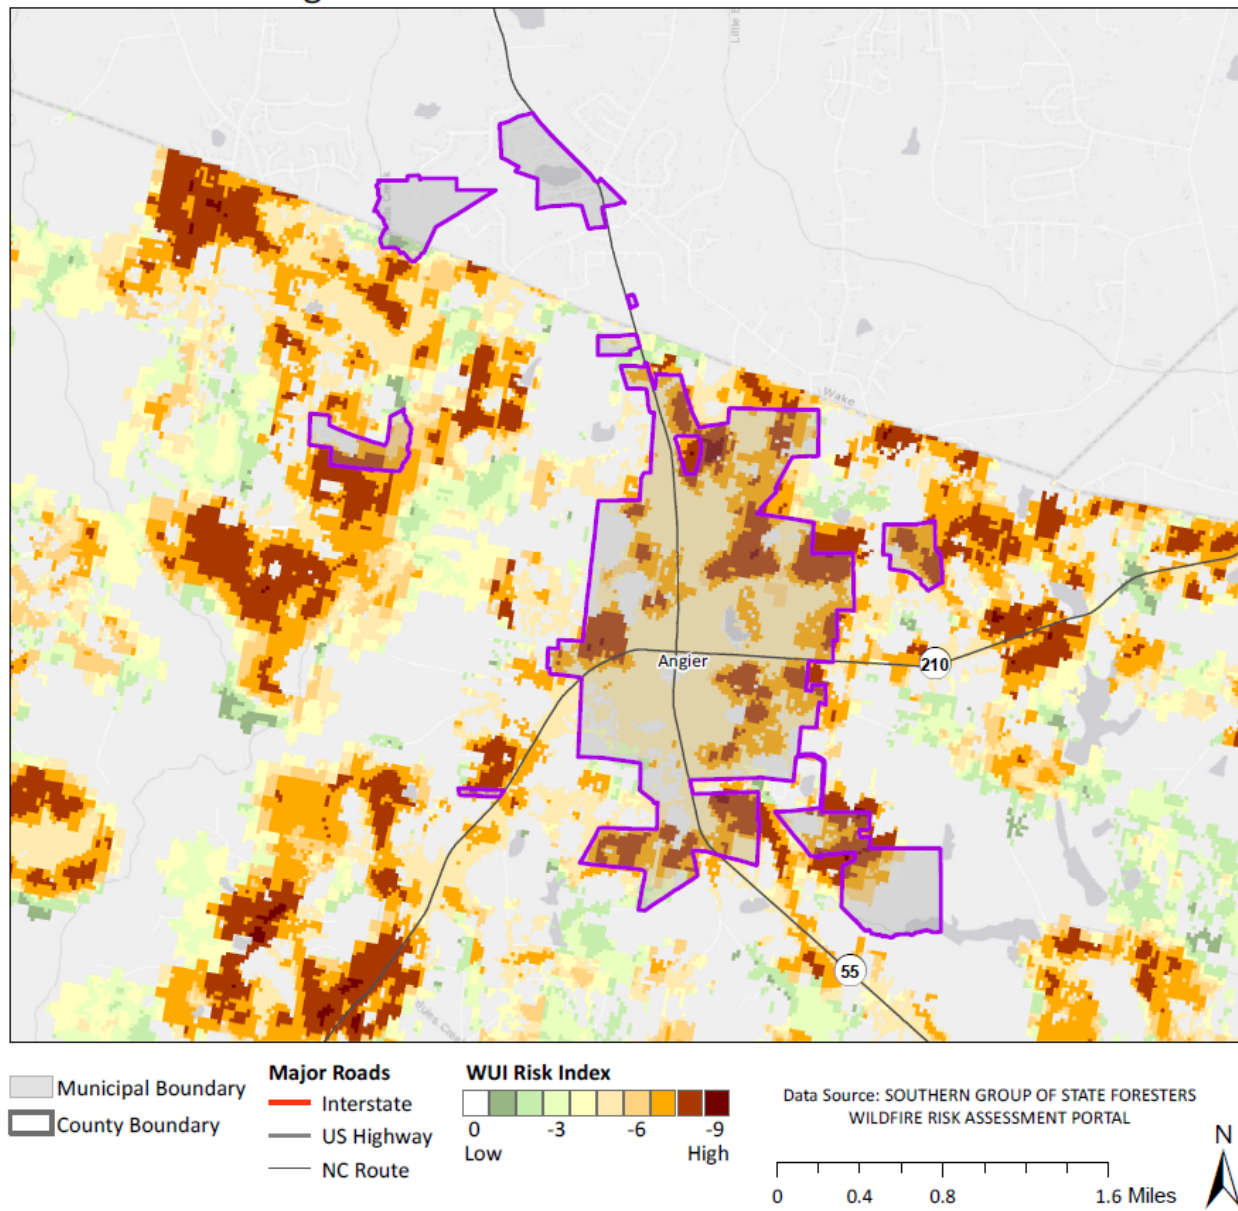 Wake
Angier
210
55
Municipal Boundary
County Boundary
Major Roads
Interstate
US Highway
NC Route
WUI Risk Index
0 -3 -6 -9
Low High
Data Source: SOUTHERN GROUP OF STATE FORESTERS
WILDFIRE RISK ASSESSMENT PORTAL
N
0 0.4 0.8 1.6 Miles